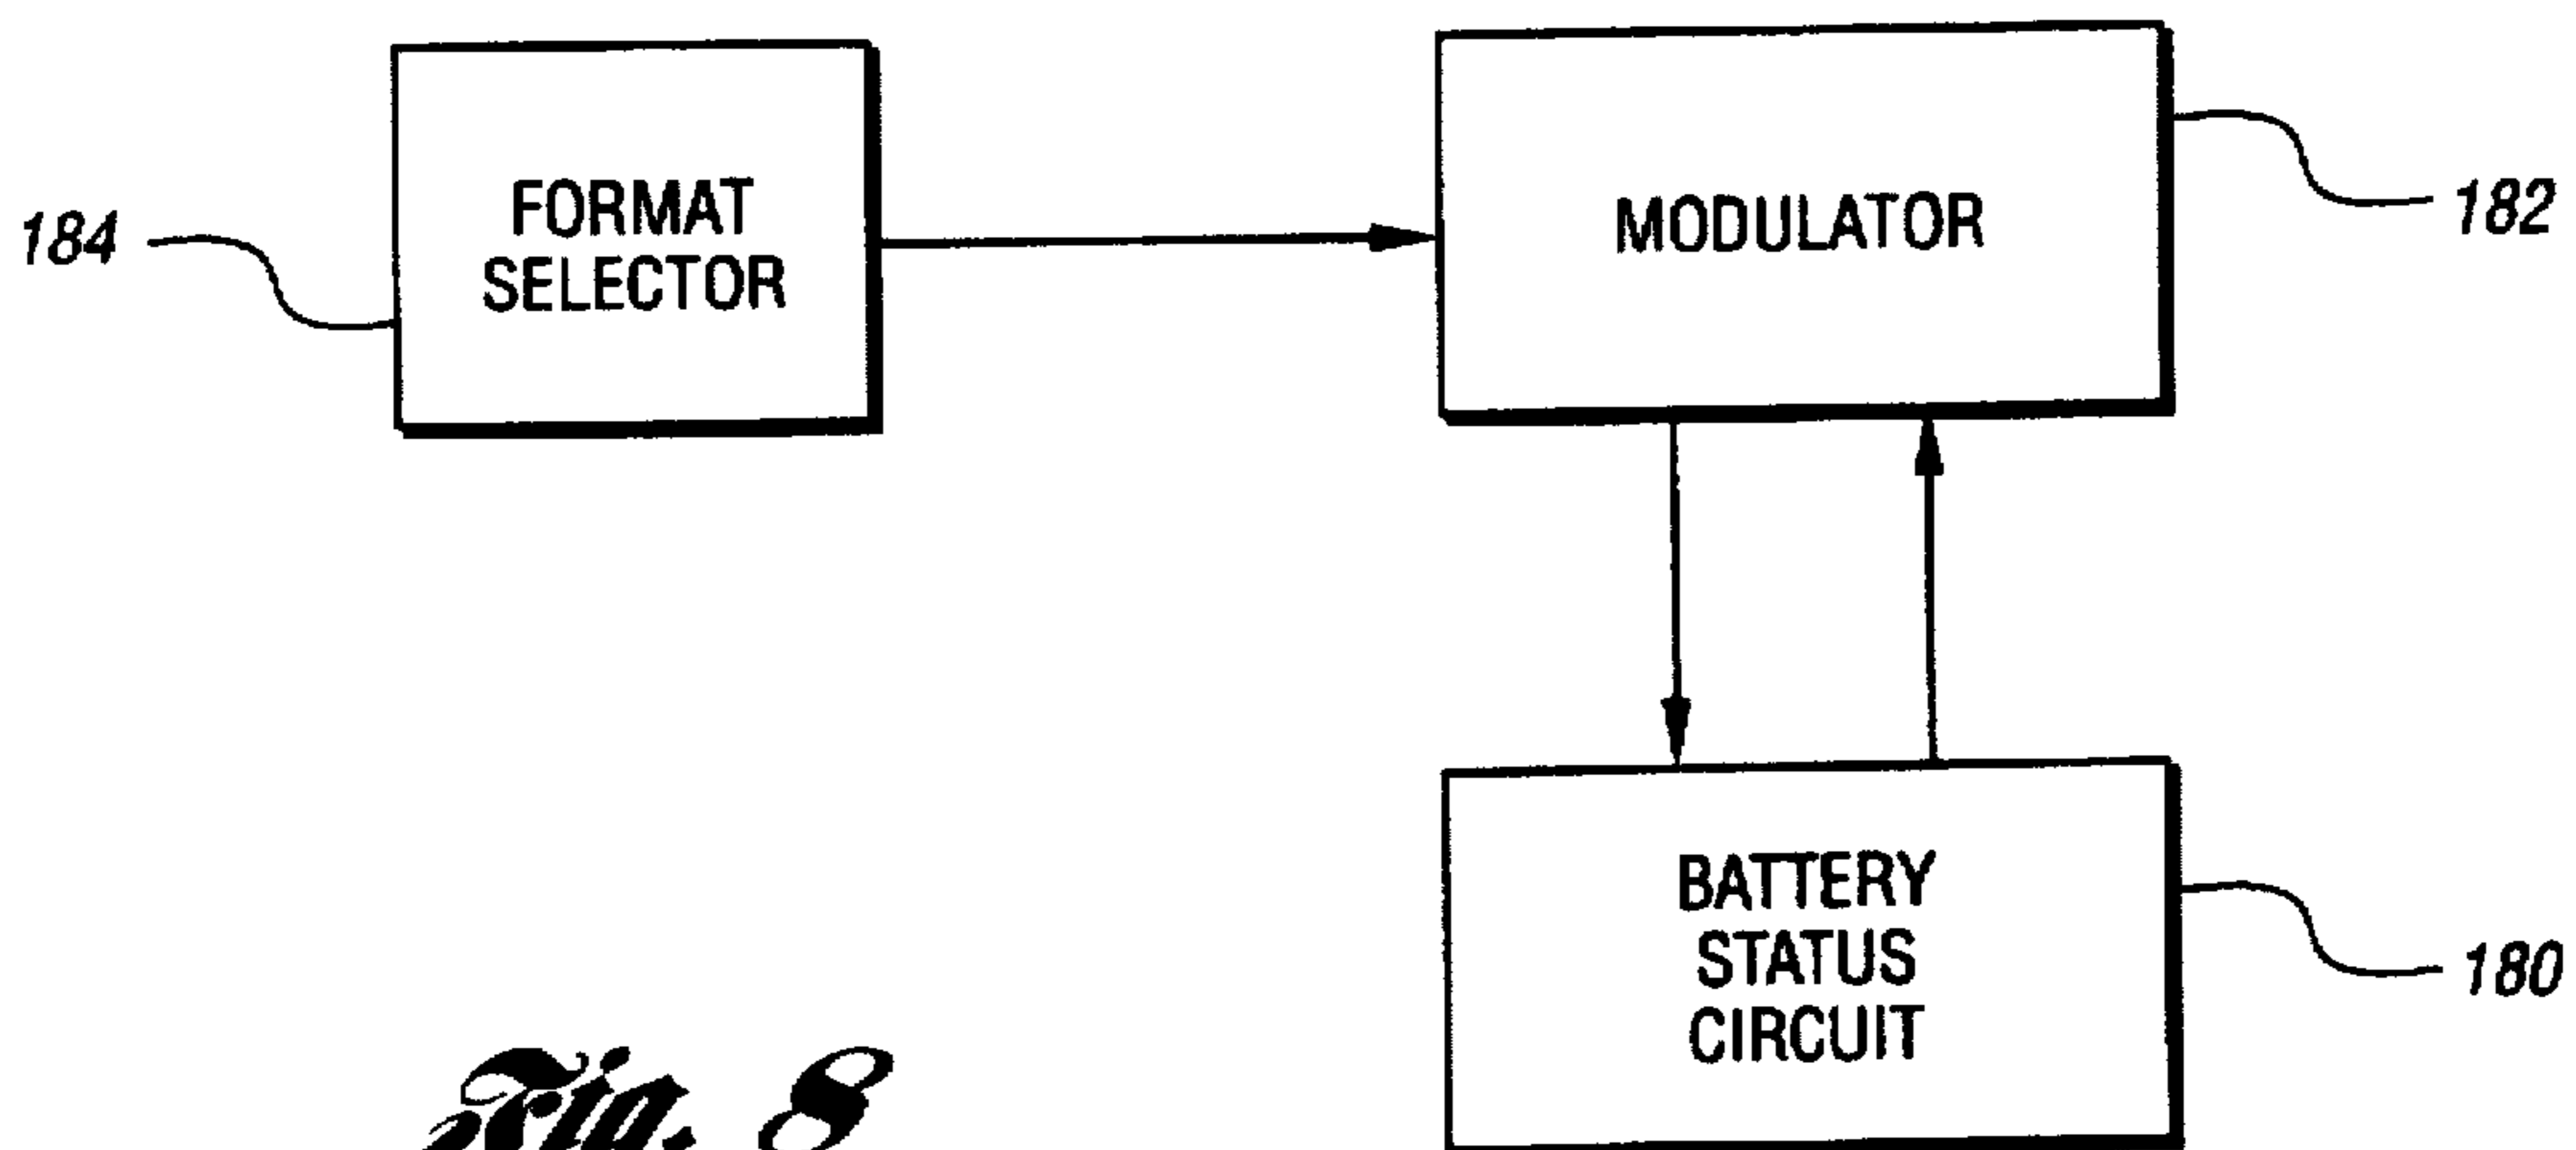 184
FORMAT
SELECTOR
MODULATOR
182
BATTERY
STATUS
CIRCUIT
180
Fig. 8